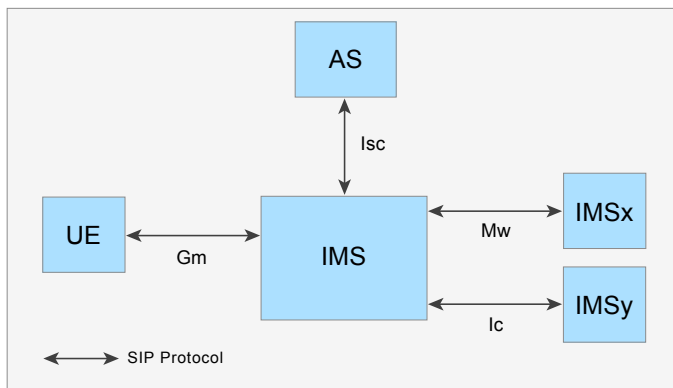 AS
Isc
UE
Gm
IMS
Mw
IMSx
Ic
IMSy
SIP Protocol